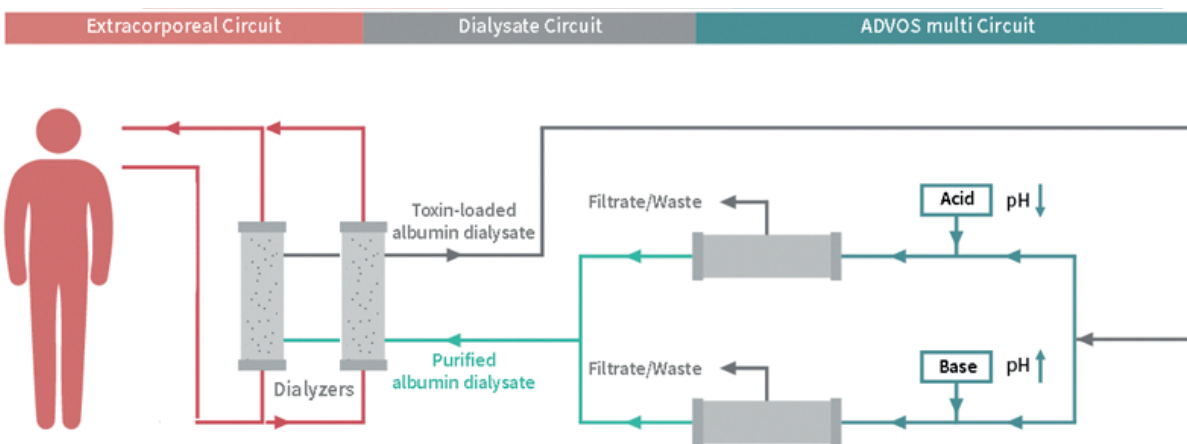 Extracorporeal Circuit
Dialysate Circuit
ADVOS multi Circuit
Toxin-loaded
albumin dialysate
Filtrate/Waste
Acid
pH
Purified
albumin dialysate
Dialyzers
Filtrate/Waste
Base
pH